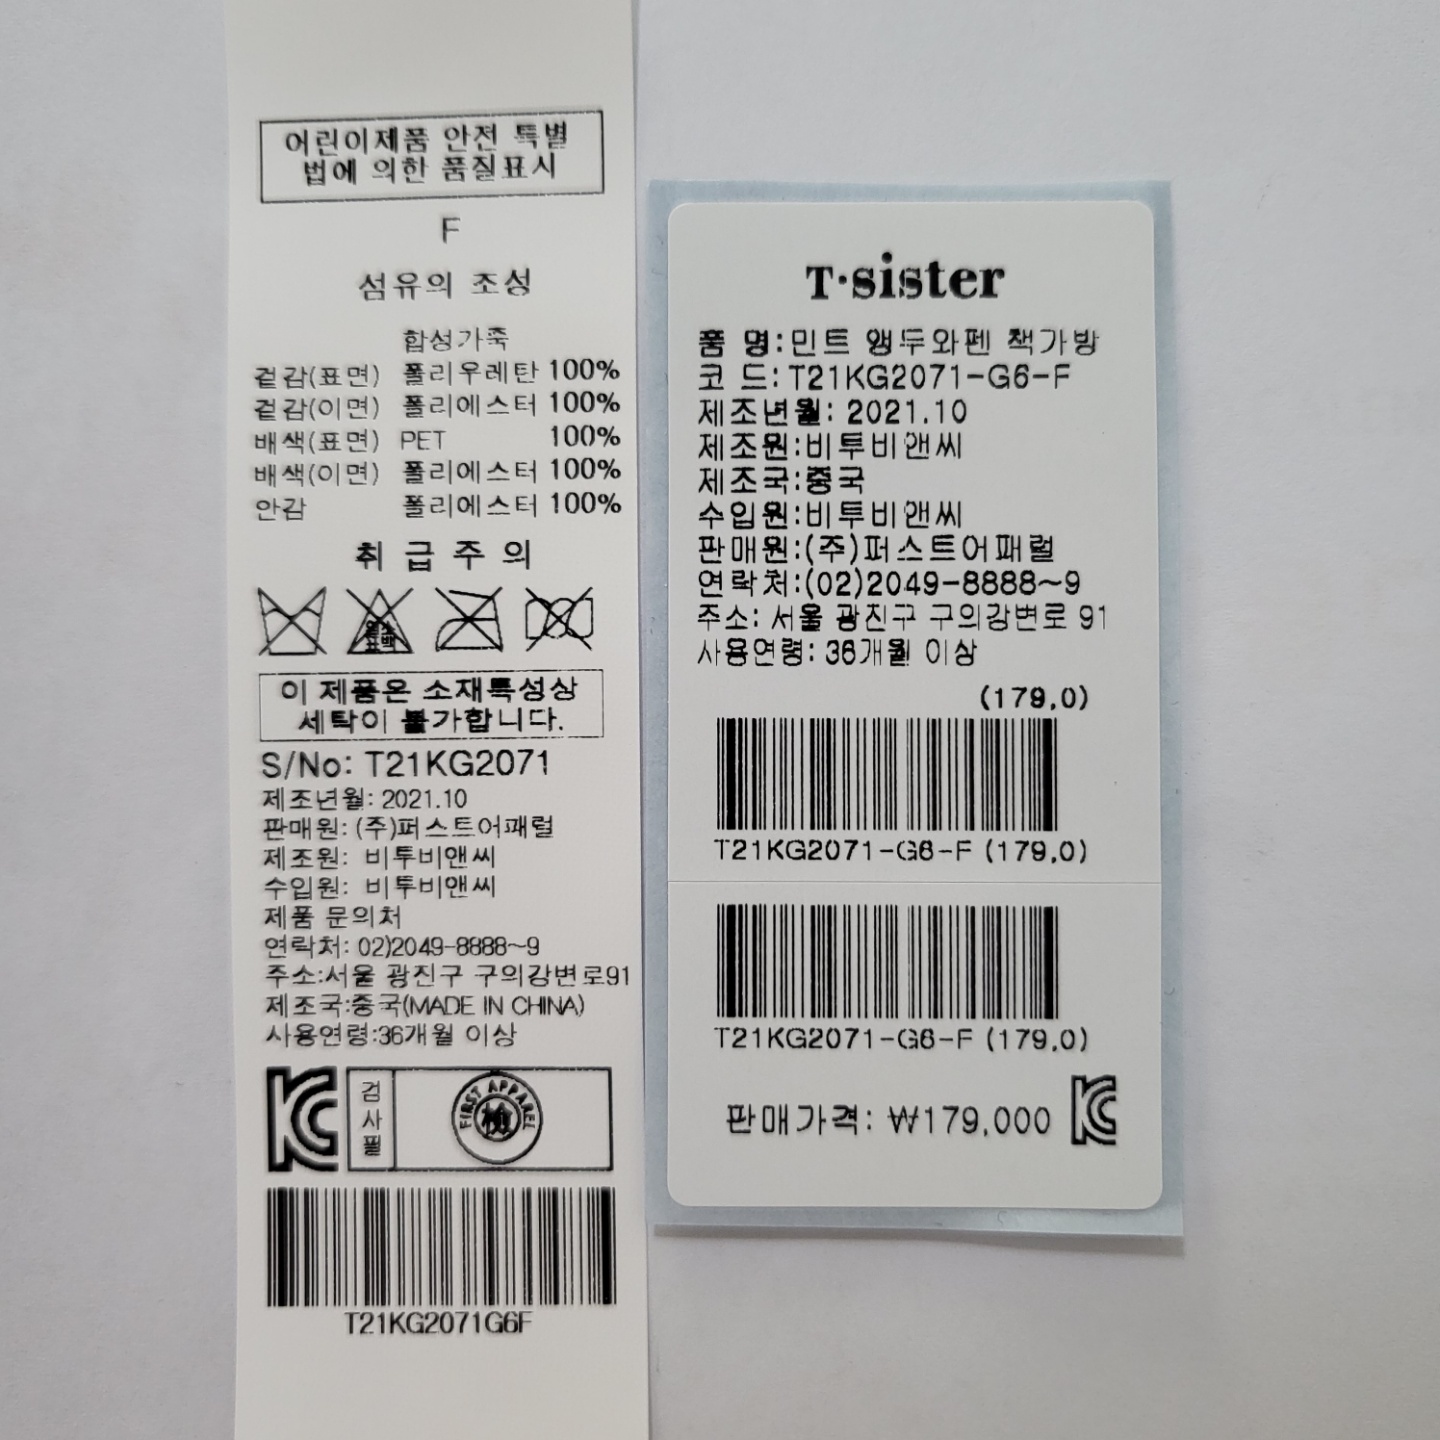 어린이제품 안전 특별
법에 의한 품질표시
F
섬유의 조성
합성가죽
겉감(표면) 폴리우레탄 100%
겉감(이면) 폴리에스터 100%
배색(표면) PET 100%
배색(이면) 폴리에스터 100%
안감 폴리에스터 100%
취급주의
염소
표백
이 제품은 소재특성상
세탁이 불가합니다.
S/No: T21KG2071
제조년월: 2021.10
판매원: (주)퍼스트어패럴
제조원: 비투비앤씨
수입원: 비투비앤씨
제품 문의처
연락처: 02)2049-8888~9
주소:서울 광진구 구의강변로91
제조국:중국(MADE IN CHINA)
사용연령:36개월 이상
KC
검사필
FIRST APPAREL
檢
T21KG2071G6F
T·sister
품 명:민트 앵두와펜 책가방
코 드:T21KG2071-G6-F
제조년월: 2021.10
제조원:비투비앤씨
제조국:중국
수입원:비투비앤씨
판매원:(주)퍼스트어패럴
연락처:(02)2049-8888~9
주소: 서울 광진구 구의강변로 91
사용연령: 36개월 이상
(179,0)
T21KG2071-G6-F (179,0)
T21KG2071-G6-F (179,0)
판매가격: ₩179,000 KC